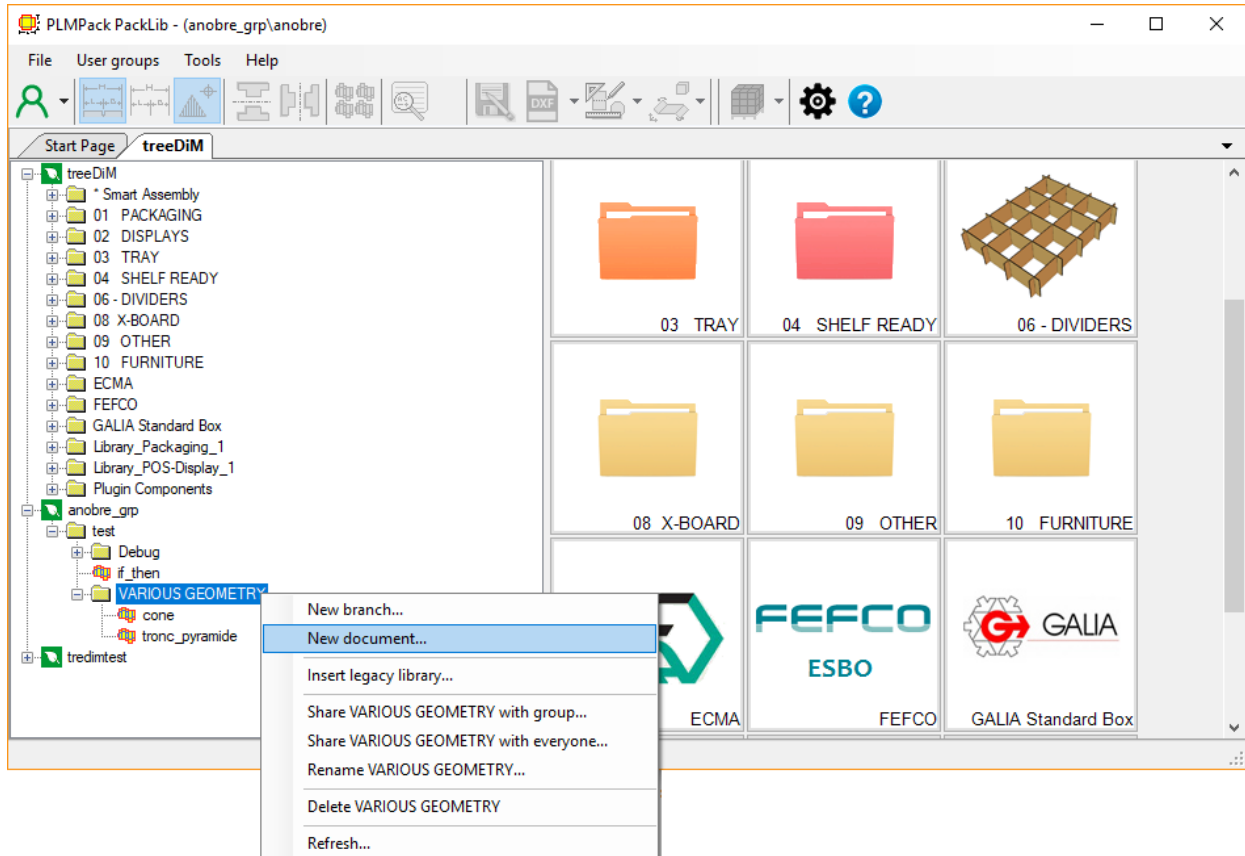 PLMPack PackLib - (anobre_grp\anobre)
File User groups Tools Help
DXF
?
Start Page treeDiM
treeDiM
* Smart Assembly
01 PACKAGING
02 DISPLAYS
03 TRAY
04 SHELF READY
06 - DIVIDERS
08 X-BOARD
09 OTHER
10 FURNITURE
ECMA
FEFCO
GALIA Standard Box
Library_Packaging_1
Library_POS-Display_1
Plugin Components
anobre_grp
test
Debug
if_then
VARIOUS GEOMETRY
cone
tronc_pyramide
tredimtest
03 TRAY
04 SHELF READY
06 - DIVIDERS
08 X-BOARD
09 OTHER
10 FURNITURE
ECMA
FEFCO
ESBO
FEFCO
GALIA
GALIA Standard Box
New branch...
New document...
Insert legacy library...
Share VARIOUS GEOMETRY with group...
Share VARIOUS GEOMETRY with everyone...
Rename VARIOUS GEOMETRY...
Delete VARIOUS GEOMETRY
Refresh...